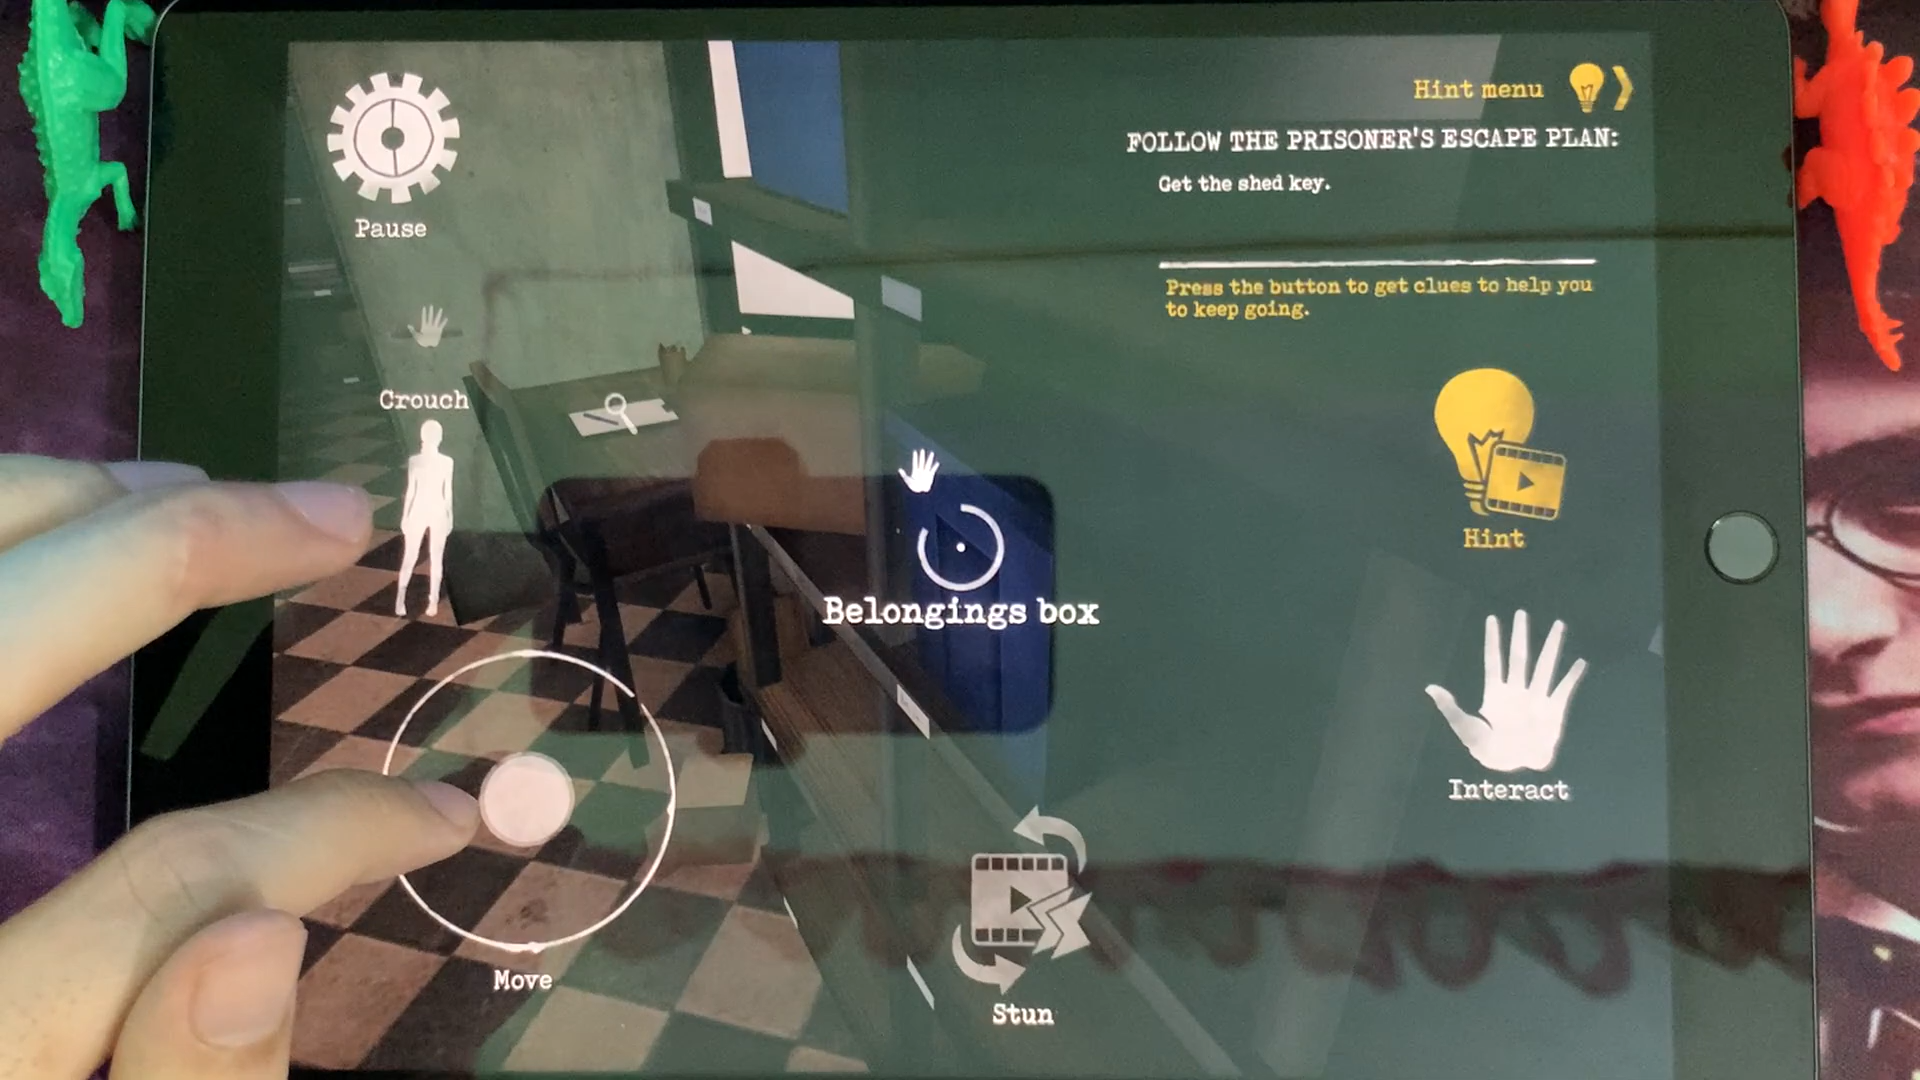 Hint menu
FOLLOW THE PRISONER'S ESCAPE PLAN:
Get the shed key.
Pause
Press the button to get clues to help you
to keep going.
Crouch
Hint
Belongings box
Interact
Move
Stun